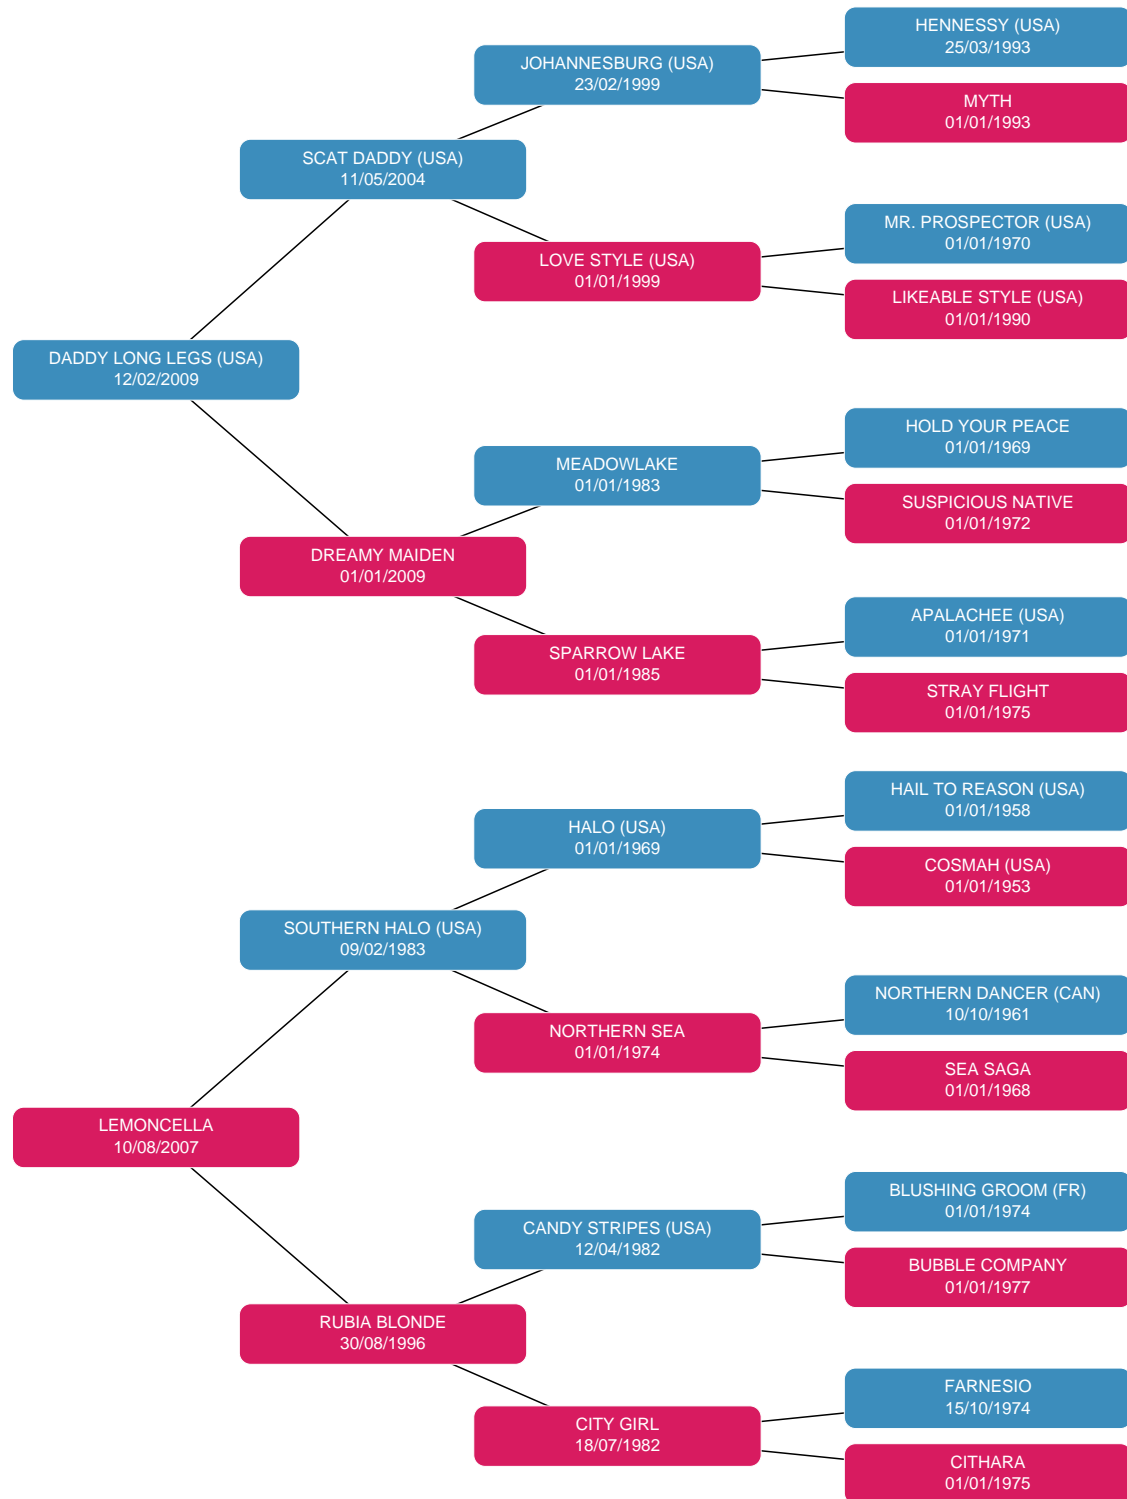 HENNESSY (USA)
25/03/1993
JOHANNESBURG (USA)
23/02/1999
MYTH
01/01/1993
SCAT DADDY (USA)
11/05/2004
MR. PROSPECTOR (USA)
01/01/1970
LOVE STYLE (USA)
01/01/1999
LIKEABLE STYLE (USA)
01/01/1990
DADDY LONG LEGS (USA)
12/02/2009
HOLD YOUR PEACE
01/01/1969
MEADOWLAKE
01/01/1983
SUSPICIOUS NATIVE
01/01/1972
DREAMY MAIDEN
01/01/2009
APALACHEE (USA)
01/01/1971
SPARROW LAKE
01/01/1985
STRAY FLIGHT
01/01/1975
HAIL TO REASON (USA)
01/01/1958
HALO (USA)
01/01/1969
COSMAH (USA)
01/01/1953
SOUTHERN HALO (USA)
09/02/1983
NORTHERN DANCER (CAN)
10/10/1961
NORTHERN SEA
01/01/1974
SEA SAGA
01/01/1968
LEMONCELLA
10/08/2007
BLUSHING GROOM (FR)
01/01/1974
CANDY STRIPES (USA)
12/04/1982
BUBBLE COMPANY
01/01/1977
RUBIA BLONDE
30/08/1996
FARNESIO
15/10/1974
CITY GIRL
18/07/1982
CITHARA
01/01/1975